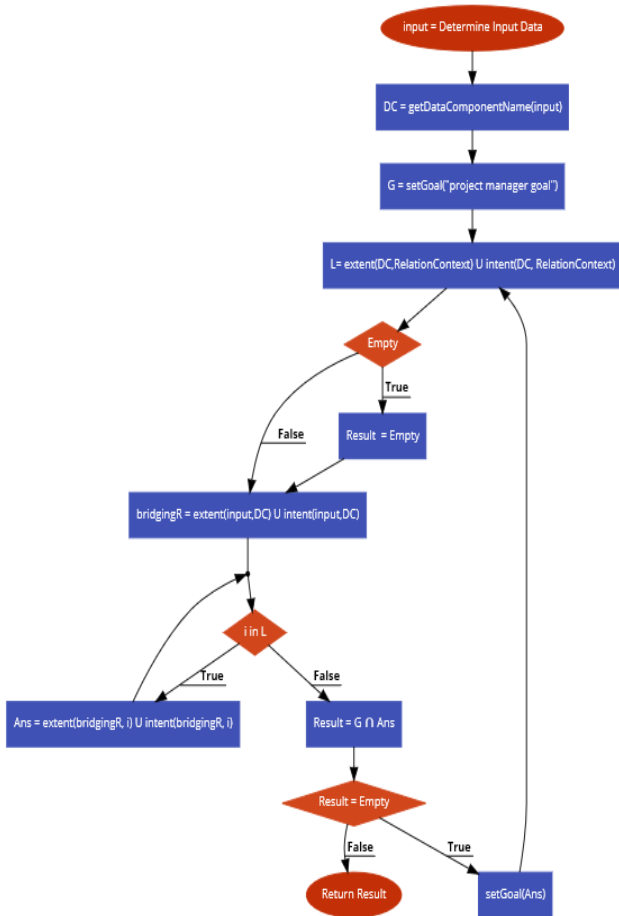 input = Determine Input Data
DC = getDataComponentName(input)
G = setGoal("project manager goal")
L= extent(DC,RelationContext) U intent(DC, RelationContext)
Empty
True
False
Result = Empty
bridgingR = extent(input,DC) U intent(input,DC)
i in L
True
False
Ans = extent(bridgingR, i) U intent(bridgingR, i)
Result = G ⋂ Ans
Result = Empty
False
True
Return Result
setGoal(Ans)